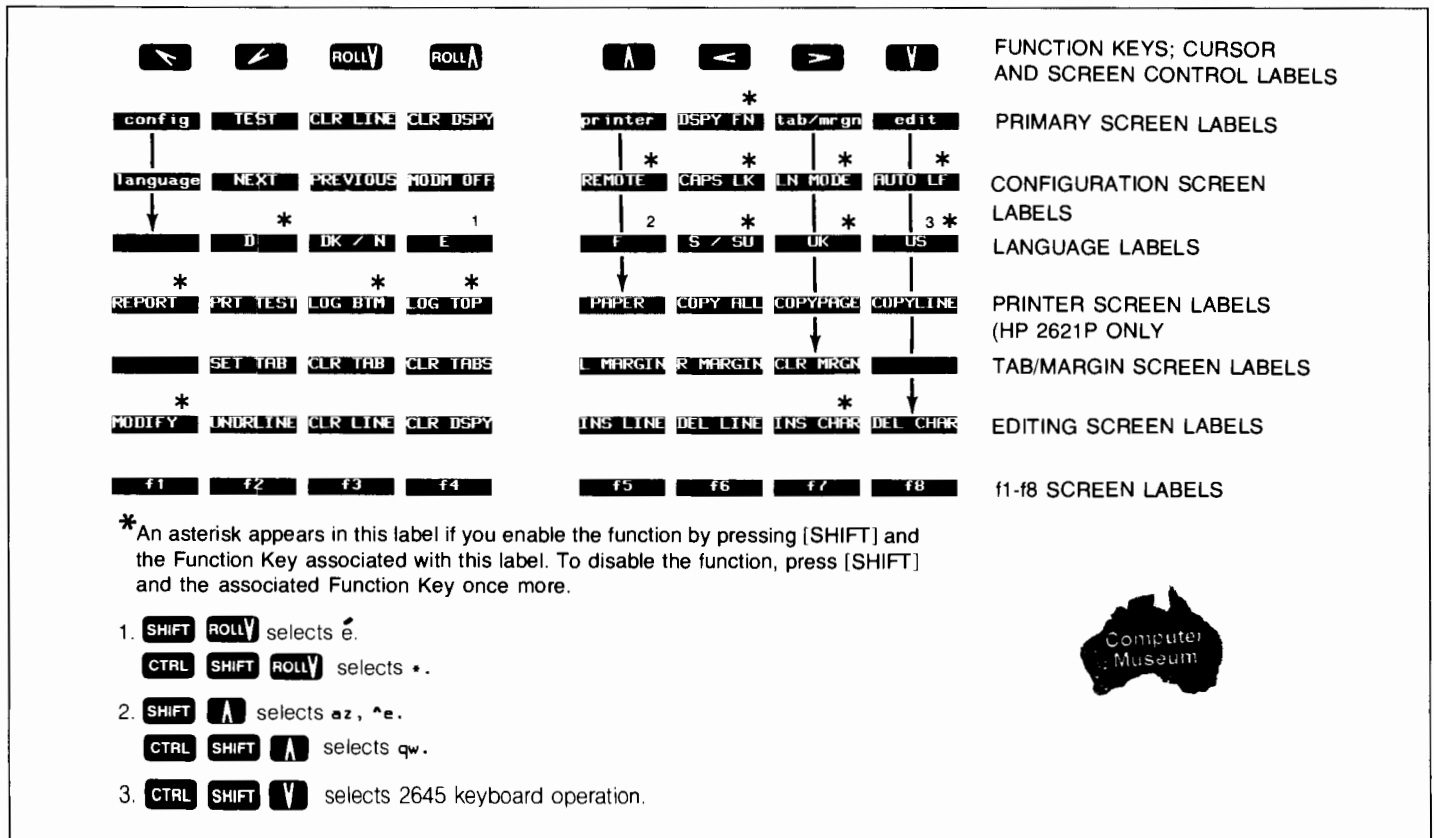 ROLL ROLL FUNCTION KEYS; CURSOR
AND SCREEN CONTROL LABELS
*
config TEST CLR LINE CLR DSPY printer DSPY FN tab/mrgn edit PRIMARY SCREEN LABELS
* * * *
language NEXT PREVIOUS MODM OFF REMOTE CAPS LK LN MODE AUTO LF CONFIGURATION SCREEN
LABELS
* 1 2 * * 3 *
D DK / N E F S / SU UK US LANGUAGE LABELS
* * *
REPORT PRT TEST LOG BTM LOG TOP PAPER COPY ALL COPYPAGE COPYLINE PRINTER SCREEN LABELS
(HP 2621P ONLY
SET TAB CLR TAB CLR TABS L MARGIN R MARGIN CLR MRGN TAB/MARGIN SCREEN LABELS
* *
MODIFY UNDRLINE CLR LINE CLR DSPY INS LINE DEL LINE INS CHAR DEL CHAR EDITING SCREEN LABELS
f1 f2 f3 f4 f5 f6 f7 f8 f1-f8 SCREEN LABELS
*An asterisk appears in this label if you enable the function by pressing [SHIFT] and
the Function Key associated with this label. To disable the function, press [SHIFT]
and the associated Function Key once more.
1. SHIFT ROLL selects é.
CTRL SHIFT ROLL selects *.
2. SHIFT selects az, ^e.
CTRL SHIFT selects qw.
3. CTRL SHIFT selects 2645 keyboard operation.
Computer
Museum